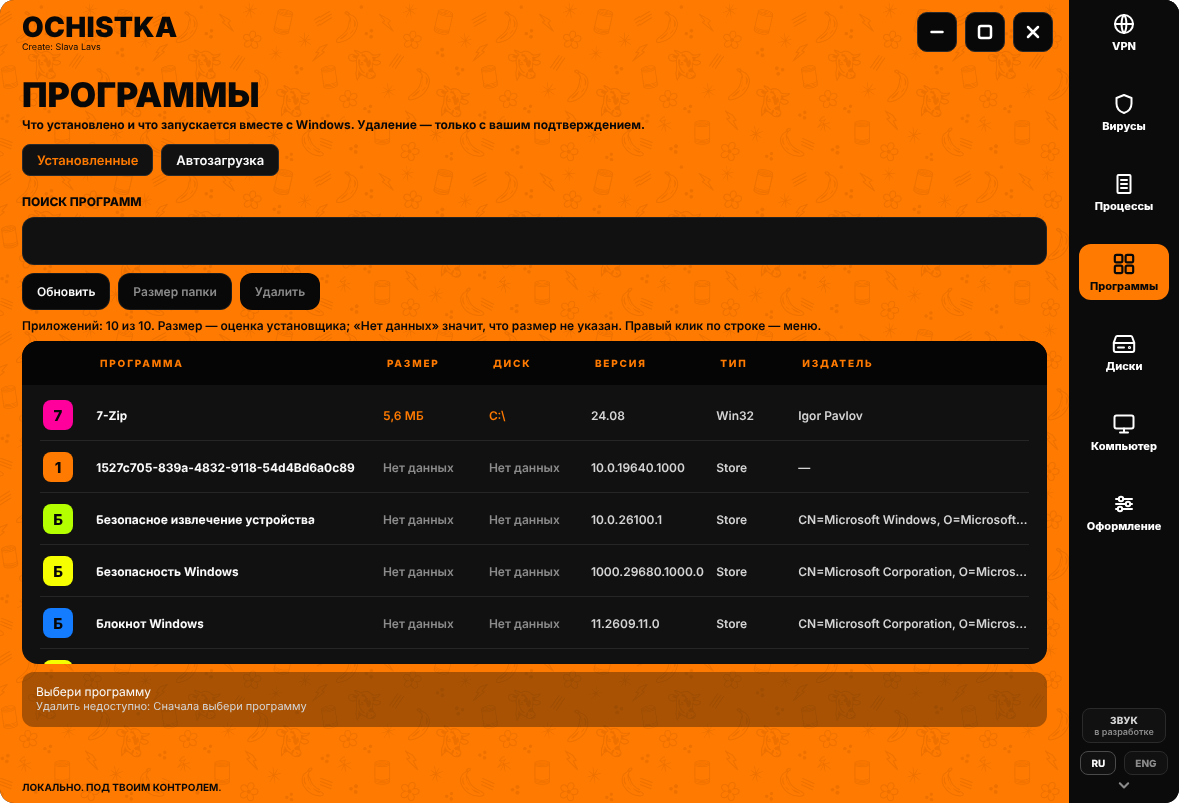 OCHISTKA
Create: Slava Lavs
ПРОГРАММЫ
Что установлено и что запускается вместе с Windows. Удаление — только с вашим подтверждением.
Установленные Автозагрузка
ПОИСК ПРОГРАММ
Обновить Размер папки Удалить
Приложений: 10 из 10. Размер — оценка установщика; «Нет данных» значит, что размер не указан. Правый клик по строке — меню.
ПРОГРАММА РАЗМЕР ДИСК ВЕРСИЯ ТИП ИЗДАТЕЛЬ
7 7-Zip 5,6 МБ C:\ 24.08 Win32 Igor Pavlov
1 1527c705-839a-4832-9118-54d4Bd6a0c89 Нет данных Нет данных 10.0.19640.1000 Store —
Б Безопасное извлечение устройства Нет данных Нет данных 10.0.26100.1 Store CN=Microsoft Windows, O=Microsoft...
Б Безопасность Windows Нет данных Нет данных 1000.29680.1000.0 Store CN=Microsoft Corporation, O=Micros...
Б Блокнот Windows Нет данных Нет данных 11.2609.11.0 Store CN=Microsoft Corporation, O=Micros...
Выбери программу
Удалить недоступно: Сначала выбери программу
ЛОКАЛЬНО. ПОД ТВОИМ КОНТРОЛЕМ.
VPN
Вирусы
Процессы
Программы
Диски
Компьютер
Оформление
ЗВУК
в разработке
RU ENG